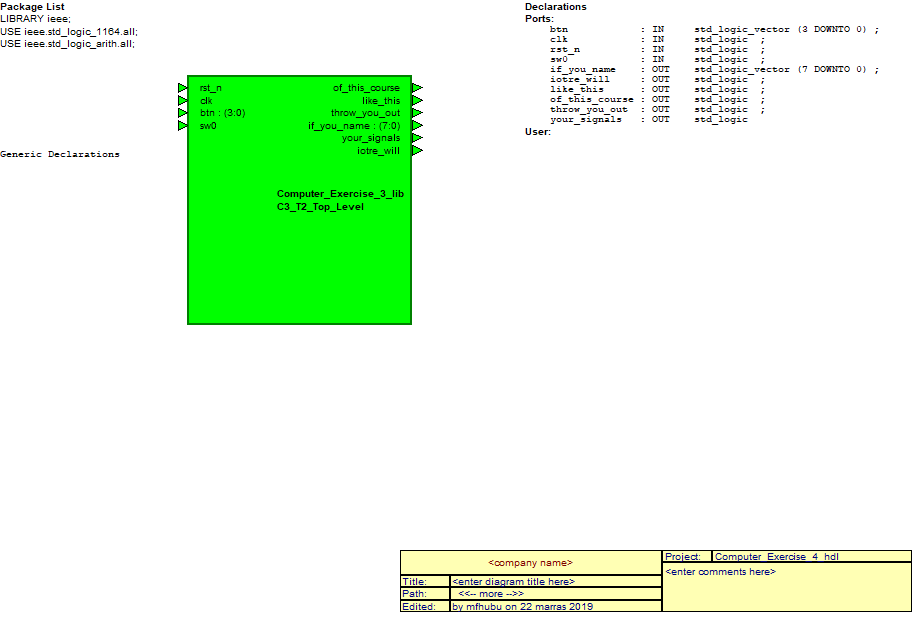 Package List
LIBRARY ieee;
USE ieee.std_logic_1164.all;
USE ieee.std_logic_arith.all;
Generic Declarations
rst_n
clk
btn : (3:0)
sw0
of_this_course
like_this
throw_you_out
if_you_name : (7:0)
your_signals
iotre_will
Computer_Exercise_3_lib
C3_T2_Top_Level
Declarations
Ports:
btn : IN std_logic_vector (3 DOWNTO 0) ;
clk : IN std_logic ;
rst_n : IN std_logic ;
sw0 : IN std_logic ;
if_you_name : OUT std_logic_vector (7 DOWNTO 0) ;
iotre_will : OUT std_logic ;
like_this : OUT std_logic ;
of_this_course : OUT std_logic ;
throw_you_out : OUT std_logic ;
your_signals : OUT std_logic
User:
<company name>
Title: <enter diagram title here>
Path: <<-- more -->>
Edited: by mfhubu on 22 marras 2019
Project: Computer_Exercise_4_hdl
<enter comments here>